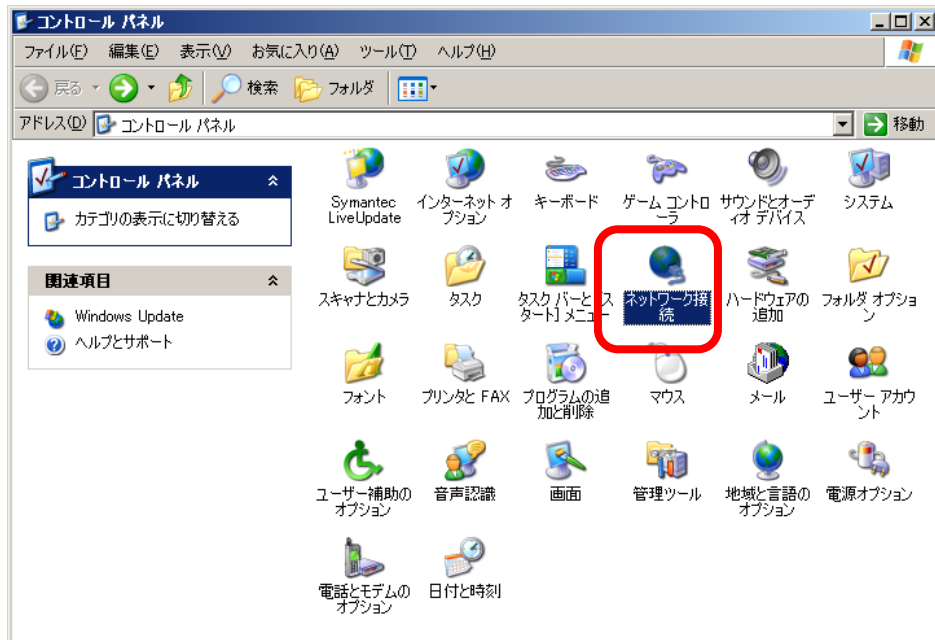 コントロール パネル
ファイル(F) 編集(E) 表示(V) お気に入り(A) ツール(T) ヘルプ(H)
戻る 検索 フォルダ
アドレス(D) コントロール パネル 移動
コントロール パネル
カテゴリの表示に切り替える
関連項目
Windows Update
ヘルプとサポート
Symantec
LiveUpdate
インターネット オ
プション
キーボード
ゲーム コントロ
ーラ
サウンドとオーデ
ィオ デバイス
システム
スキャナとカメラ
タスク
タスク バーと [ス
タート] メニュー
ネットワーク接
続
ハードウェアの
追加
フォルダ オプショ
ン
フォント
プリンタと FAX
プログラムの追
加と削除
マウス
メール
ユーザー アカウ
ント
ユーザー補助の
オプション
音声認識
画面
管理ツール
地域と言語の
オプション
電源オプション
電話とモデムの
オプション
日付と時刻